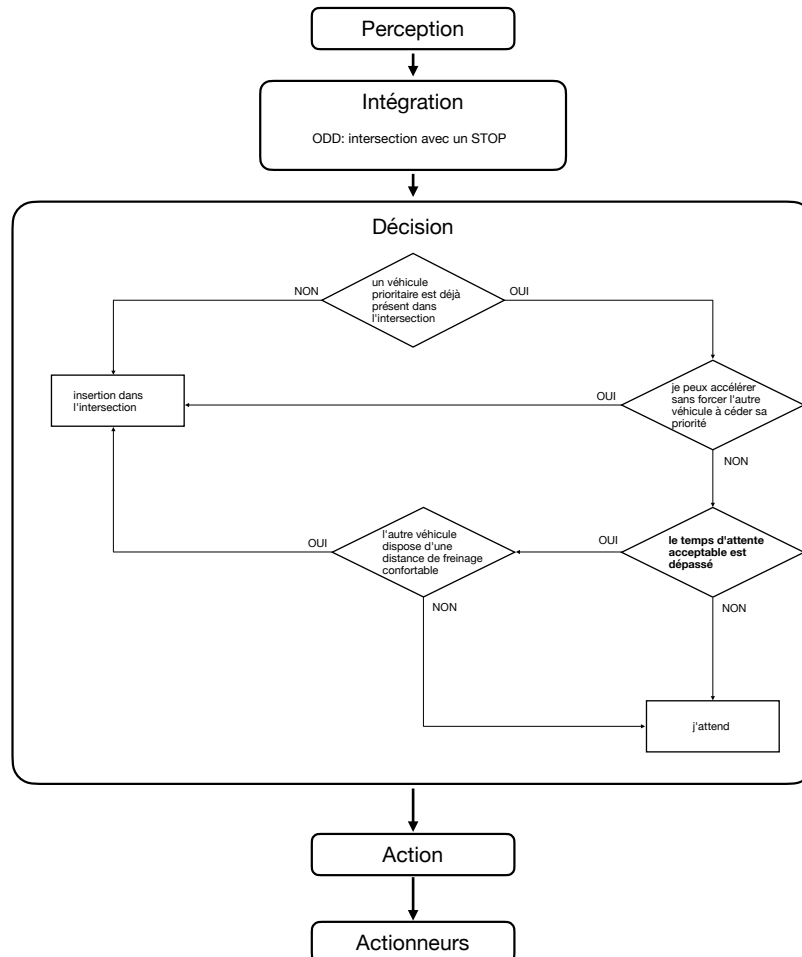 Perception
Intégration
ODD: intersection avec un STOP
Décision
un véhicule
prioritaire est déjà
présent dans
l'intersection
NON
OUI
insertion dans
l'intersection
OUI
je peux accélérer
sans forcer l'autre
véhicule à céder sa
priorité
NON
OUI
l'autre véhicule
dispose d'une
distance de freinage
confortable
OUI
le temps d'attente
acceptable est
dépassé
NON
NON
j'attend
Action
Actionneurs